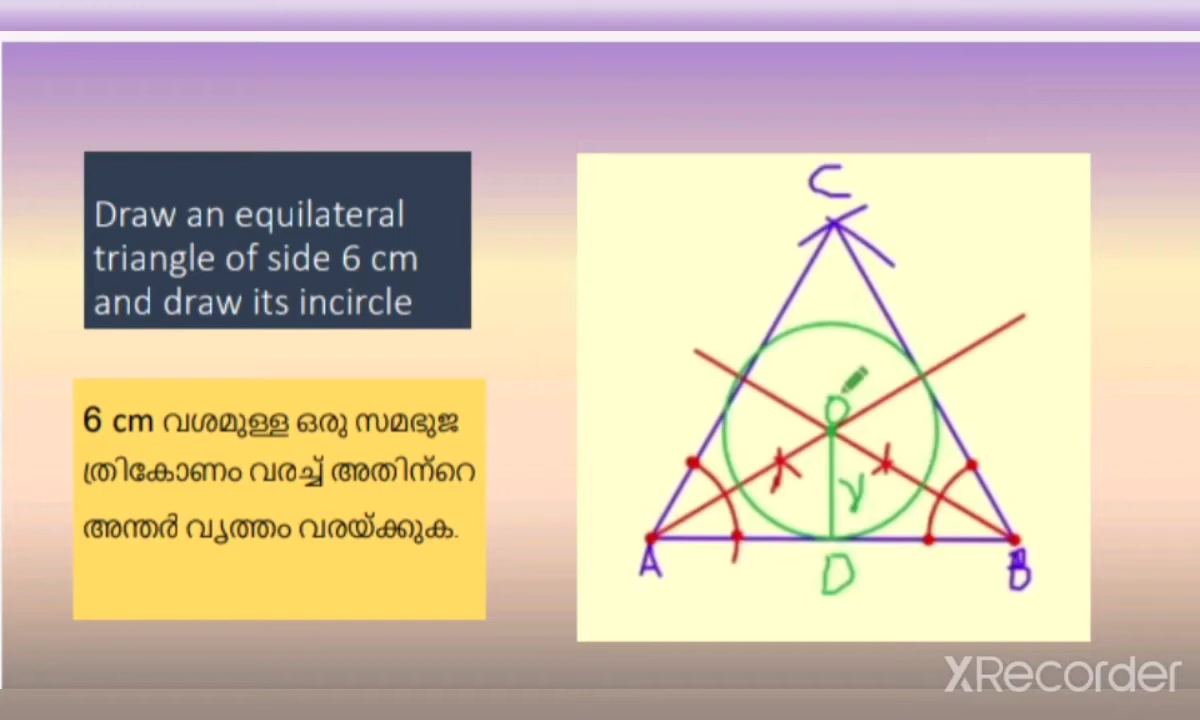 Draw an equilateral
triangle of side 6 cm
and draw its incircle
6 cm വശമുള്ള ഒരു സമഭുജ
ത്രികോണം വരച്ച് അതിന്റെ
അന്തർ വൃത്തം വരയ്ക്കുക.
C
O
r
A
D
B
XRecorder